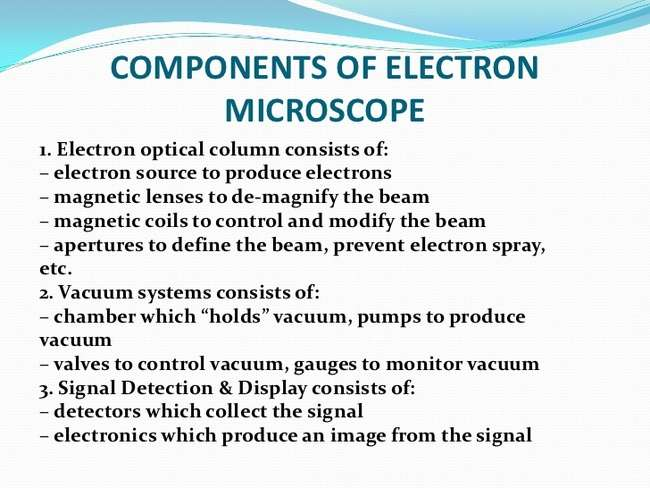 COMPONENTS OF ELECTRON
MICROSCOPE
1. Electron optical column consists of:
– electron source to produce electrons
– magnetic lenses to de-magnify the beam
– magnetic coils to control and modify the beam
– apertures to define the beam, prevent electron spray,
etc.
2. Vacuum systems consists of:
– chamber which “holds” vacuum, pumps to produce
vacuum
– valves to control vacuum, gauges to monitor vacuum
3. Signal Detection & Display consists of:
– detectors which collect the signal
– electronics which produce an image from the signal